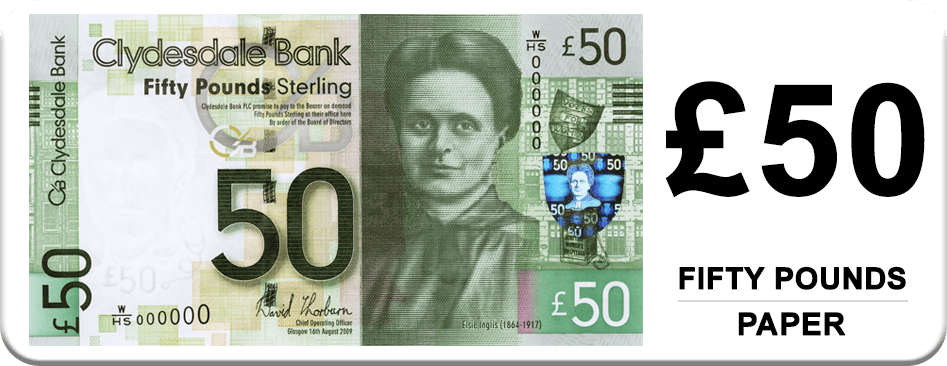 Clydesdale Bank
Clydesdale Bank
Fifty Pounds Sterling
Clydesdale Bank PLC promise to pay to the Bearer on demand
Fifty Pounds Sterling at their office here
By order of the Board of Directors
CB
50
£50
£50
W
HS 000000
David Thorburn
Chief Operating Officer
Glasgow 16th August 2009
W
HS 000000
£50
50 50
50 50
50
£50
Elsie Inglis (1864-1917)
£50
FIFTY POUNDS
PAPER